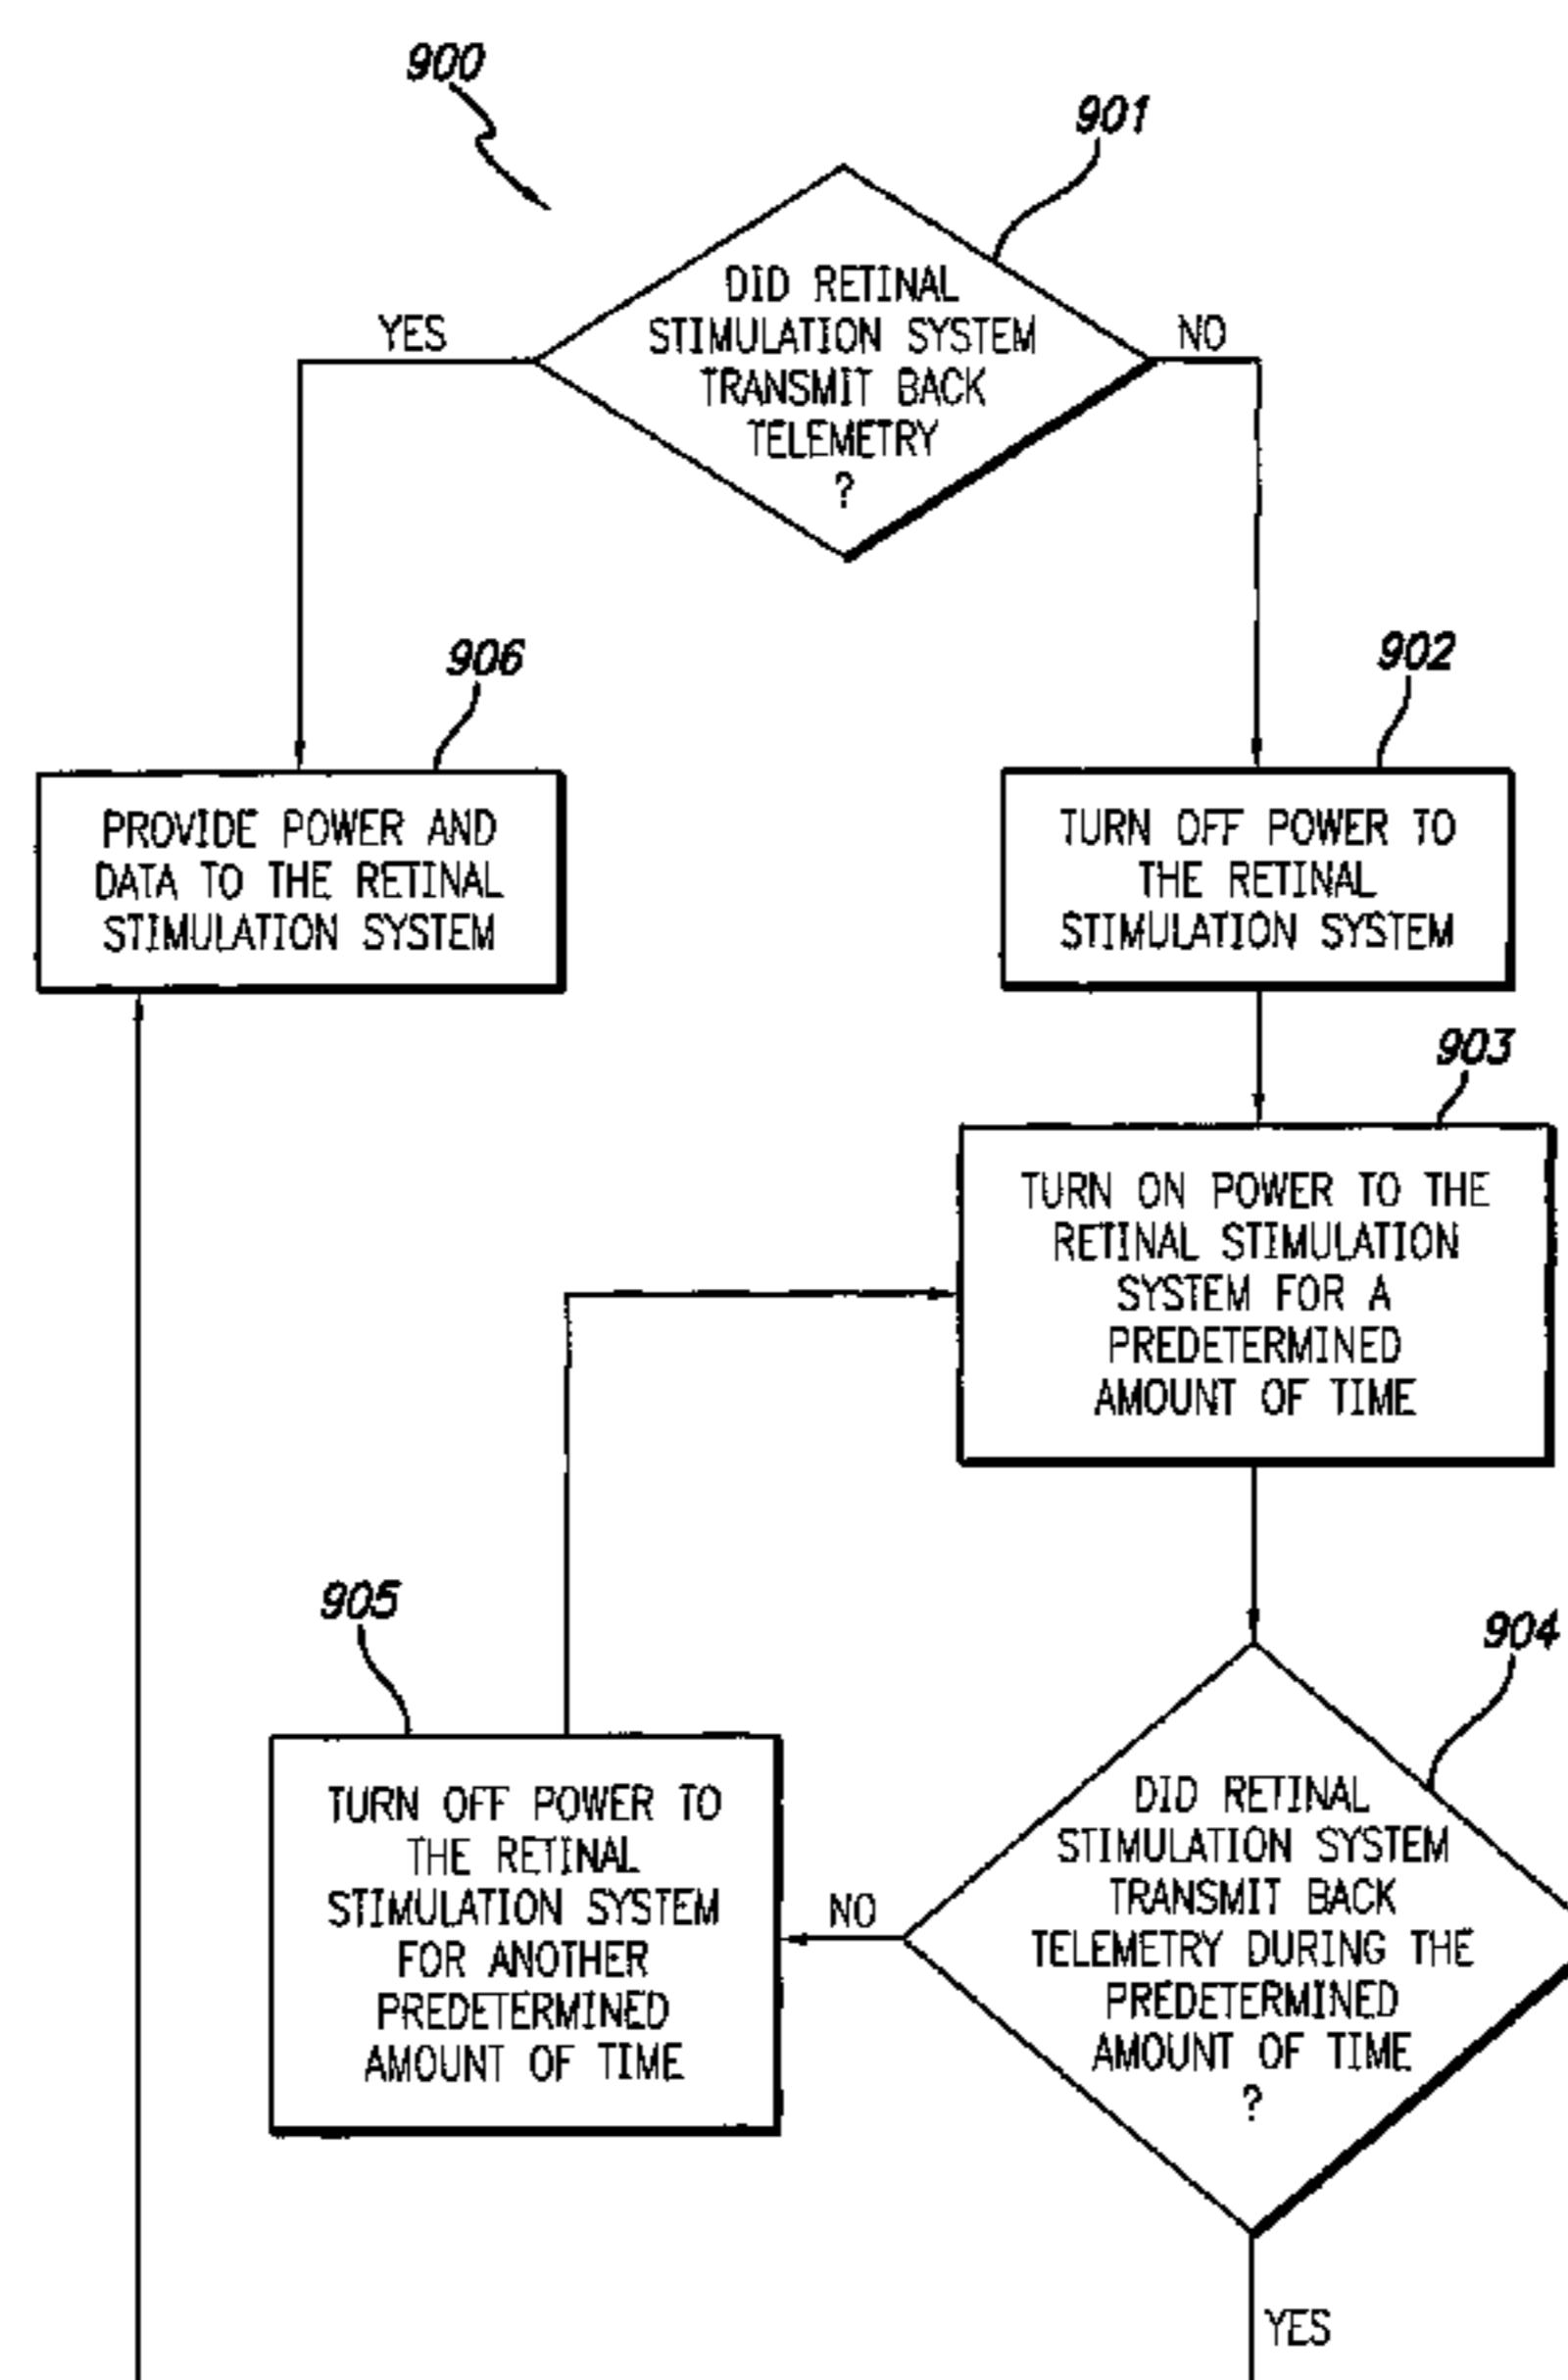 900
901
DID RETINAL
STIMULATION SYSTEM
TRANSMIT BACK
TELEMETRY
?
YES
NO
906
902
PROVIDE POWER AND
DATA TO THE RETINAL
STIMULATION SYSTEM
TURN OFF POWER TO
THE RETINAL
STIMULATION SYSTEM
903
TURN ON POWER TO THE
RETINAL STIMULATION
SYSTEM FOR A
PREDETERMINED
AMOUNT OF TIME
905
904
TURN OFF POWER TO
THE RETINAL
STIMULATION SYSTEM
FOR ANOTHER
PREDETERMINED
AMOUNT OF TIME
NO
DID RETINAL
STIMULATION SYSTEM
TRANSMIT BACK
TELEMETRY DURING THE
PREDETERMINED
AMOUNT OF TIME
?
YES